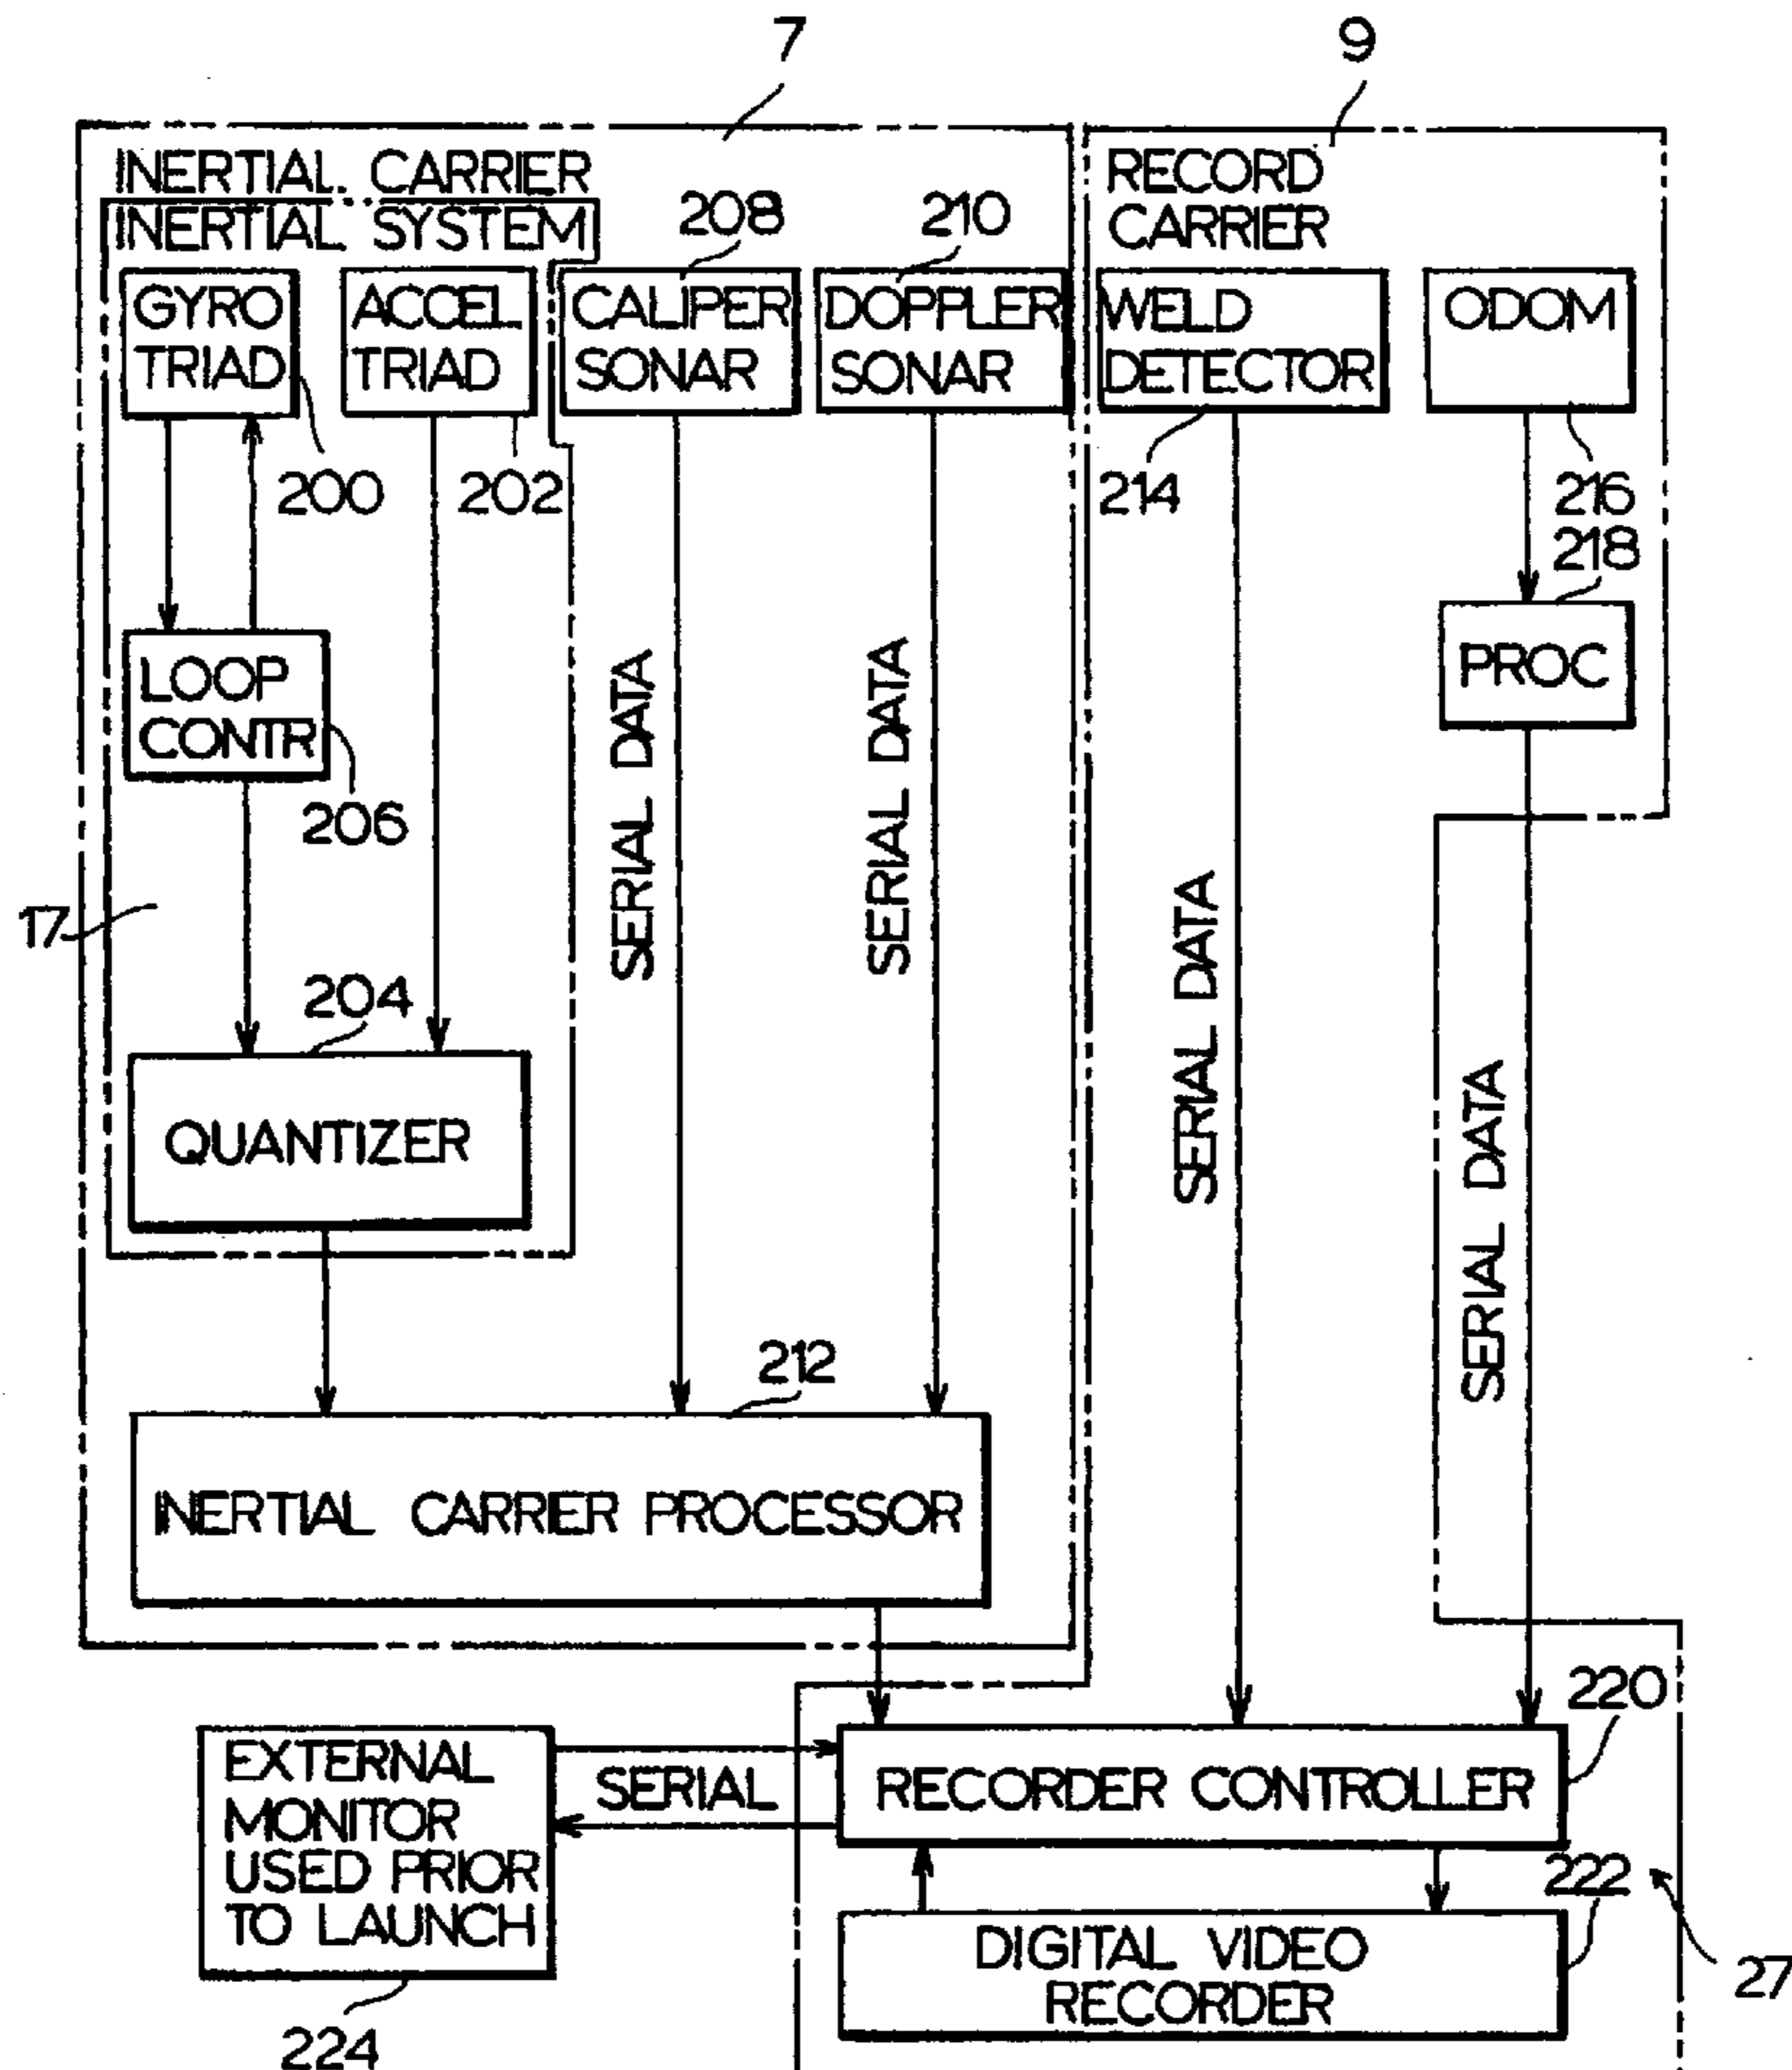 7
9
INERTIAL. CARRIER
INERTIAL SYSTEM
208
210
RECORD
CARRIER
GYRO
TRIAD
ACCEL
TRIAD
CALIPER
SONAR
DOPPLER
SONAR
WELD
DETECTOR
ODOM
200
202
214
216
218
LOOP
CONTR
PROC
206
SERIAL DATA
SERIAL DATA
SERIAL DATA
SERIAL DATA
17
204
QUANTIZER
212
INERTIAL CARRIER PROCESSOR
220
EXTERNAL
MONITOR
USED PRIOR
TO LAUNCH
SERIAL
RECORDER CONTROLLER
222
DIGITAL VIDEO
RECORDER
27
224